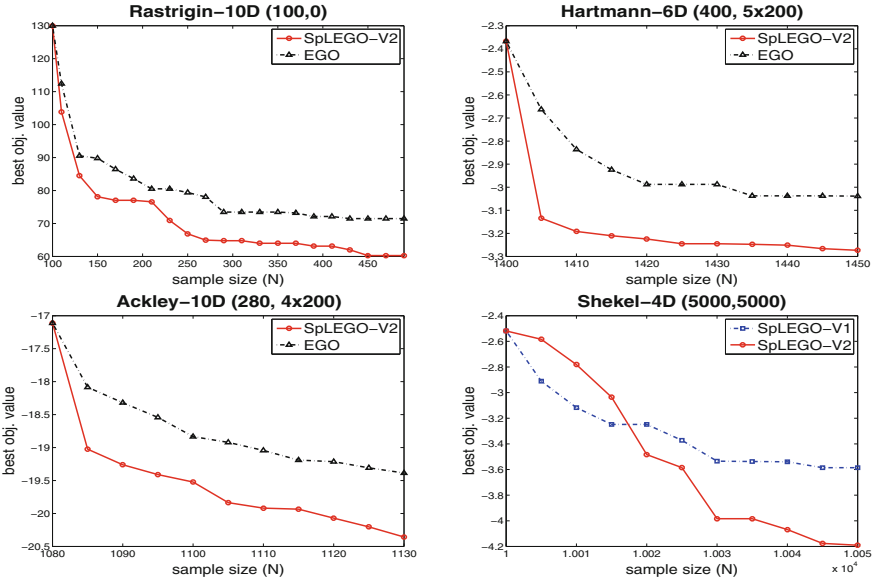 Rastrigin−10D (100,0)
130
120
110
100
90
80
70
60
best obj. value
SpLEGO−V2
EGO
100 150 200 250 300 350 400 450
sample size (N)
Hartmann−6D (400, 5x200)
−2.3
−2.4
−2.5
−2.6
−2.7
−2.8
−2.9
−3
−3.1
−3.2
−3.3
best obj. value
SpLEGO−V2
EGO
1400 1410 1420 1430 1440 1450
sample size (N)
Ackley−10D (280, 4x200)
−17
−17.5
−18
−18.5
−19
−19.5
−20
−20.5
best obj. value
SpLEGO−V2
EGO
1080 1090 1100 1110 1120 1130
sample size (N)
Shekel−4D (5000,5000)
−2.4
−2.6
−2.8
−3
−3.2
−3.4
−3.6
−3.8
−4
−4.2
best obj. value
SpLEGO−V1
SpLEGO−V2
1 1.001 1.002 1.003 1.004 1.005
sample size (N)
x 10⁴